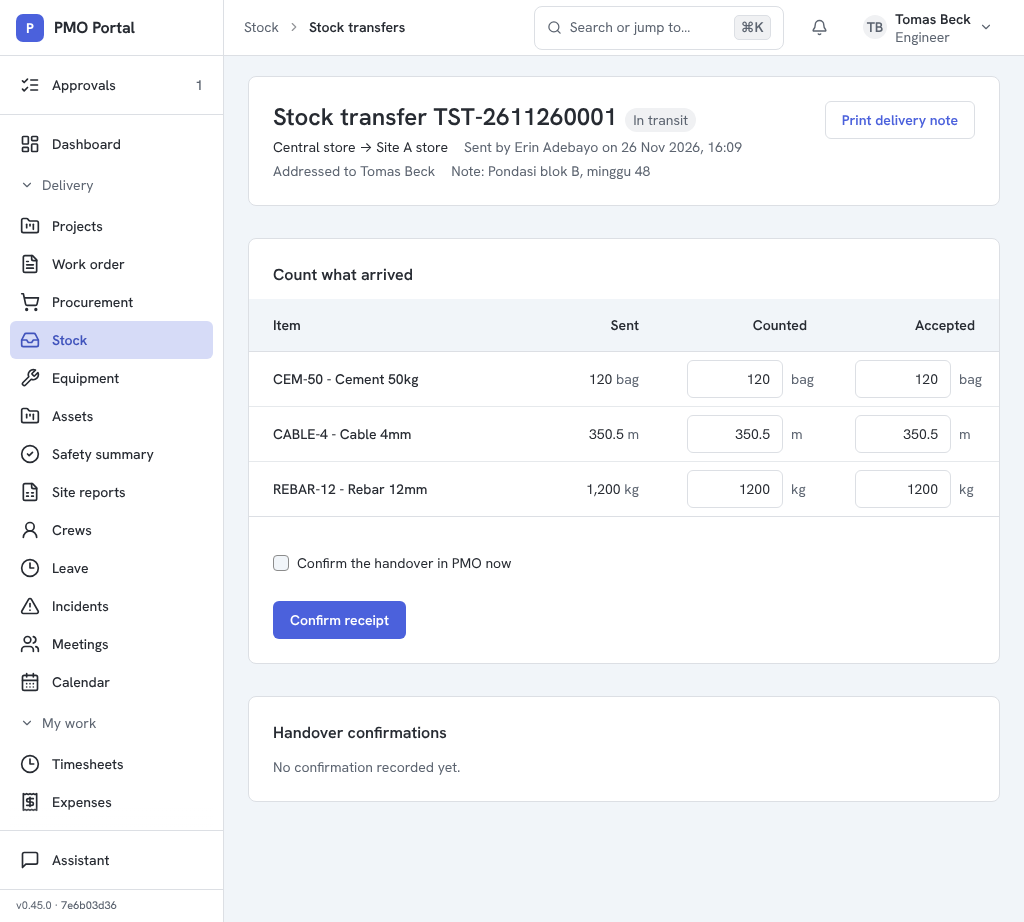 P PMO Portal
Stock > Stock transfers
Search or jump to... ⌘K
TB Tomas Beck
Engineer
Approvals 1
Dashboard
Delivery
Projects
Work order
Procurement
Stock
Equipment
Assets
Safety summary
Site reports
Crews
Leave
Incidents
Meetings
Calendar
My work
Timesheets
Expenses
Assistant
v0.45.0 · 7e6b03d36
Stock transfer TST-2611260001 In transit
Print delivery note
Central store → Site A store Sent by Erin Adebayo on 26 Nov 2026, 16:09
Addressed to Tomas Beck Note: Pondasi blok B, minggu 48
Count what arrived
Item Sent Counted Accepted
CEM-50 - Cement 50kg 120 bag 120 bag 120 bag
CABLE-4 - Cable 4mm 350.5 m 350.5 m 350.5 m
REBAR-12 - Rebar 12mm 1,200 kg 1200 kg 1200 kg
Confirm the handover in PMO now
Confirm receipt
Handover confirmations
No confirmation recorded yet.